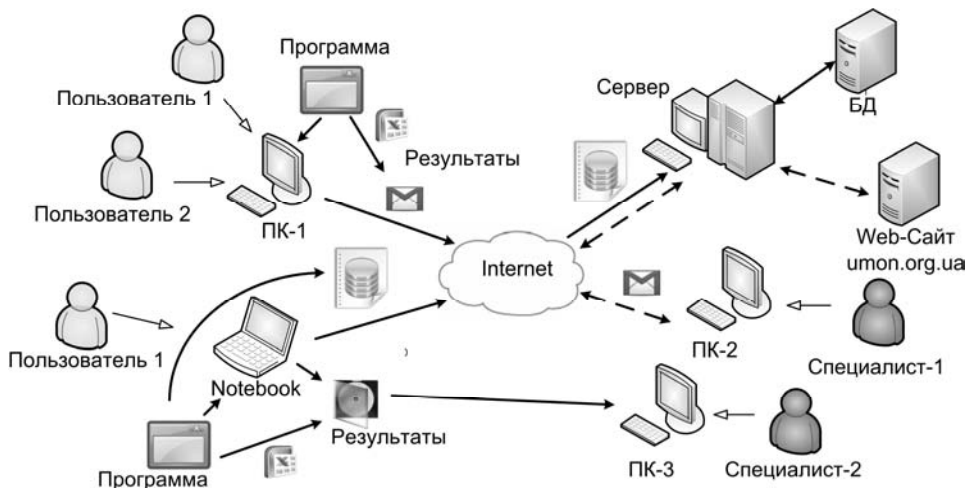 Программа
Пользователь 1
Результаты
Пользователь 2
ПК-1
Сервер
БД
Web-Сайт
umon.org.ua
Internet
ПК-2
Специалист-1
Пользователь 1
Notebook
Результаты
Программа
ПК-3
Специалист-2